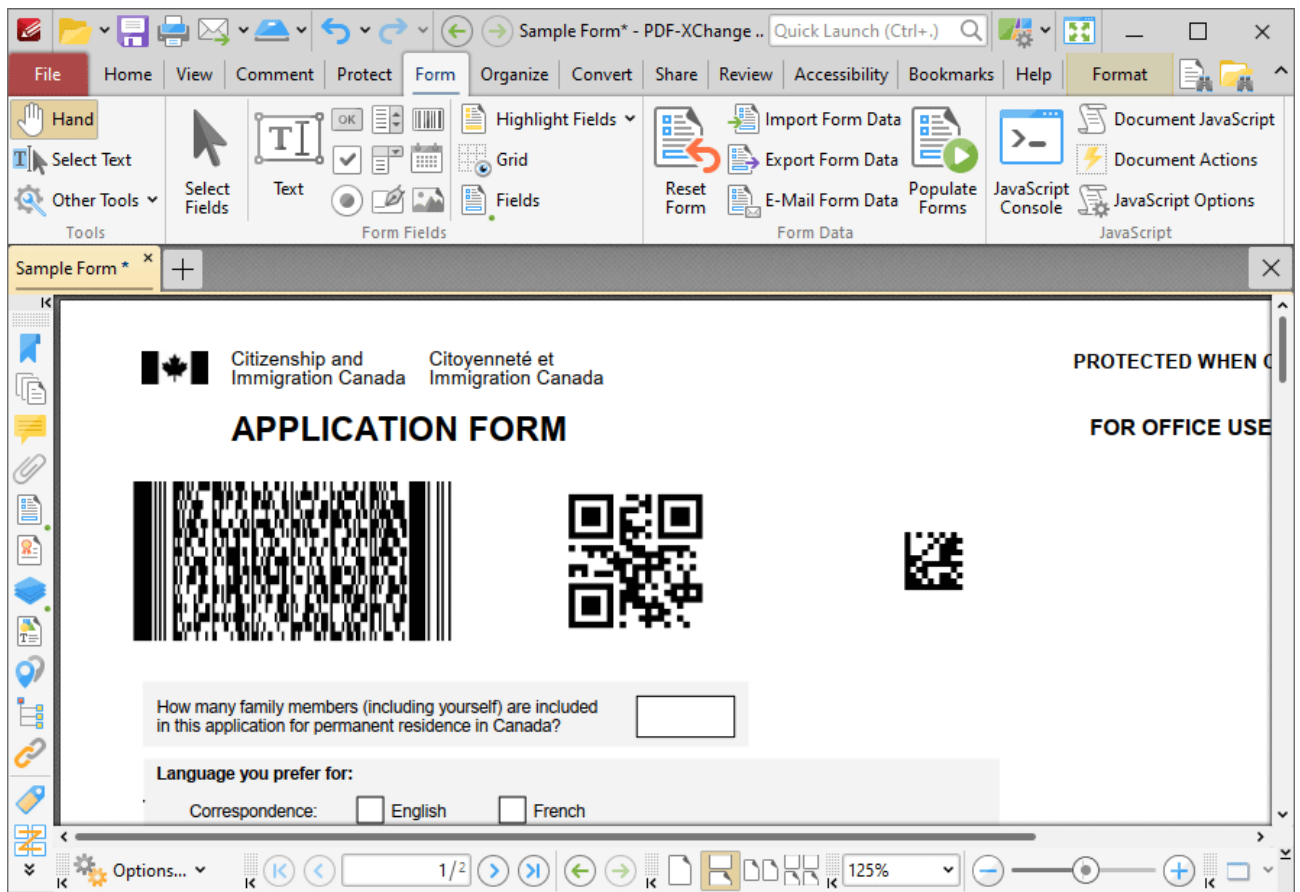 Sample Form* - PDF-XChange ..
Quick Launch (Ctrl+.)
File Home View Comment Protect Form Organize Convert Share Review Accessibility Bookmarks Help Format
Hand
Select Text
Other Tools
Tools
Select
Fields
Text
OK
Highlight Fields
Grid
Fields
Form Fields
Reset
Form
Import Form Data
Export Form Data
E-Mail Form Data
Populate
Forms
Form Data
JavaScript
Console
Document JavaScript
Document Actions
JavaScript Options
JavaScript
Sample Form *
Citizenship and
Immigration Canada
Citoyenneté et
Immigration Canada
PROTECTED WHEN
APPLICATION FORM
FOR OFFICE USE
How many family members (including yourself) are included
in this application for permanent residence in Canada?
Language you prefer for:
Correspondence: English French
Options...
1/2
125%